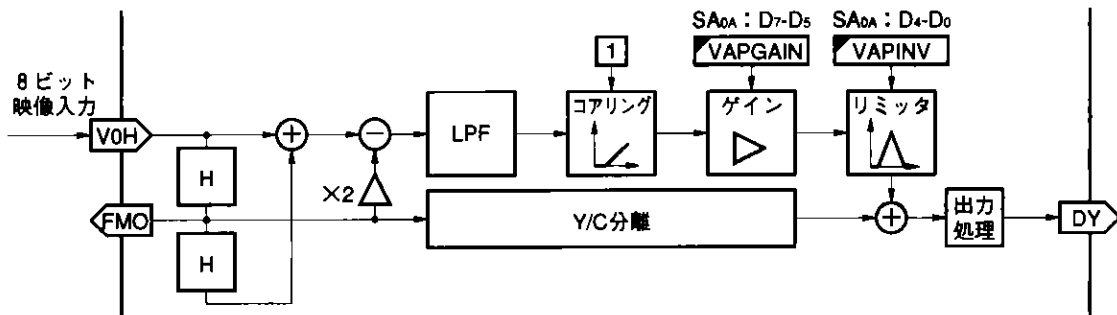 SA0A：D7-D5
SA0A：D4-D0
1
VAPGAIN
VAPINV
8ビット
映像入力
V0H
H
LPF
コアリング
ゲイン
リミッタ
×2
FMO
Y/C分離
出力
処理
DY
H